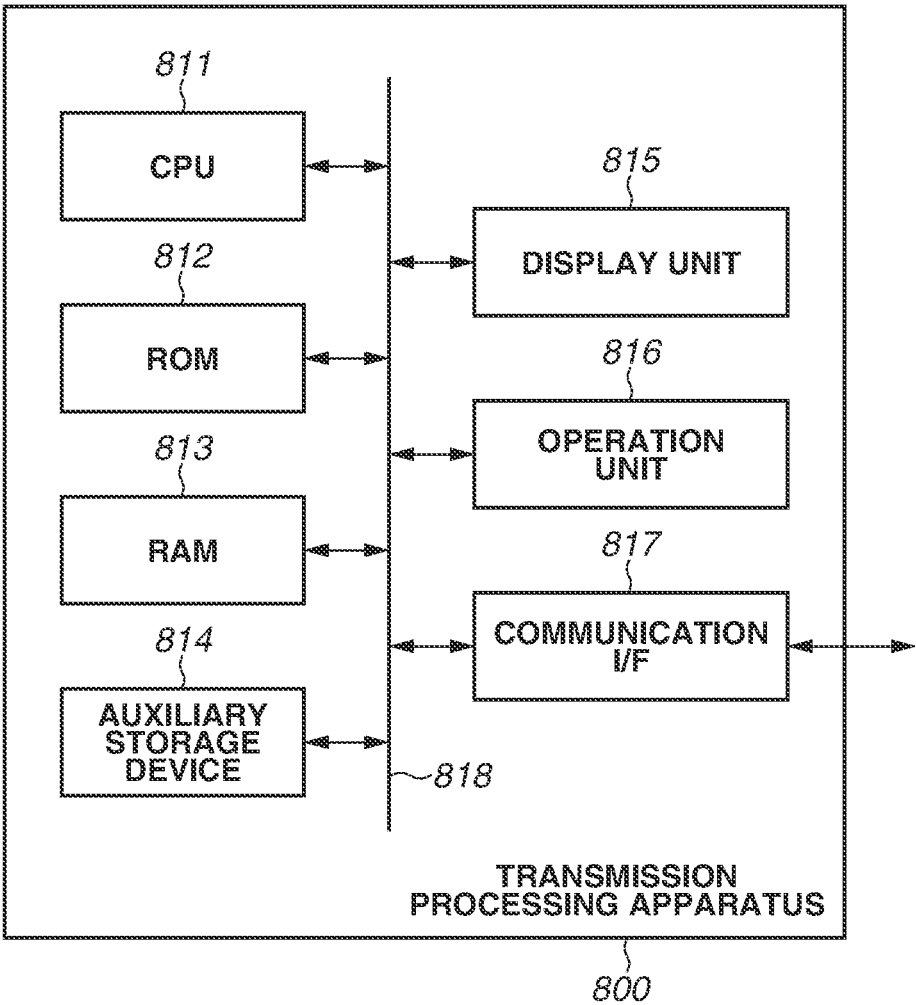 811
CPU
812
ROM
813
RAM
814
AUXILIARY
STORAGE
DEVICE
815
DISPLAY UNIT
816
OPERATION
UNIT
817
COMMUNICATION
I/F
818
TRANSMISSION
PROCESSING APPARATUS
800